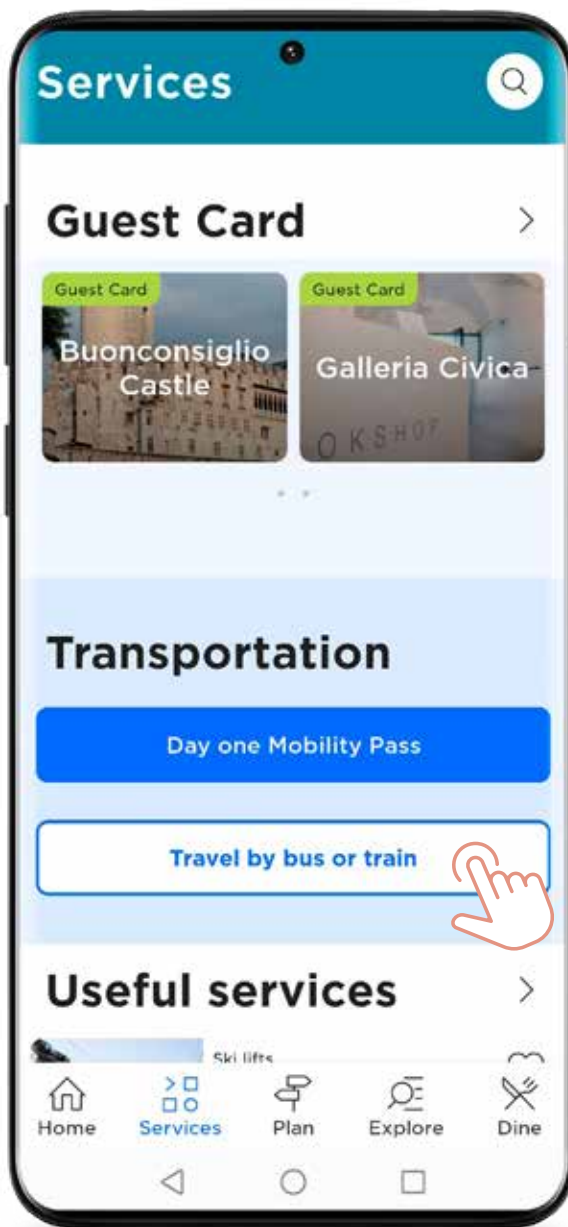 Services
Guest Card
Guest Card
Guest Card
Buonconsiglio
Castle
Galleria Civica
OKSHOP
Transportation
Day one Mobility Pass
Travel by bus or train
Useful services
Ski lifts
Home
Services
Plan
Explore
Dine